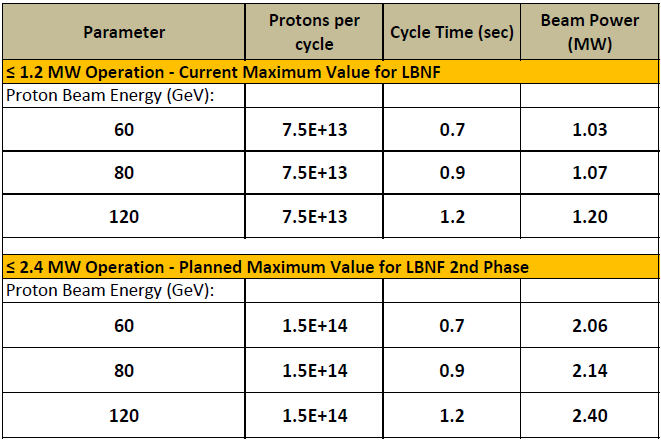 Parameter Protons per cycle Cycle Time (sec) Beam Power (MW)
≤ 1.2 MW Operation - Current Maximum Value for LBNF
Proton Beam Energy (GeV):
60 7.5E+13 0.7 1.03
80 7.5E+13 0.9 1.07
120 7.5E+13 1.2 1.20
≤ 2.4 MW Operation - Planned Maximum Value for LBNF 2nd Phase
Proton Beam Energy (GeV):
60 1.5E+14 0.7 2.06
80 1.5E+14 0.9 2.14
120 1.5E+14 1.2 2.40